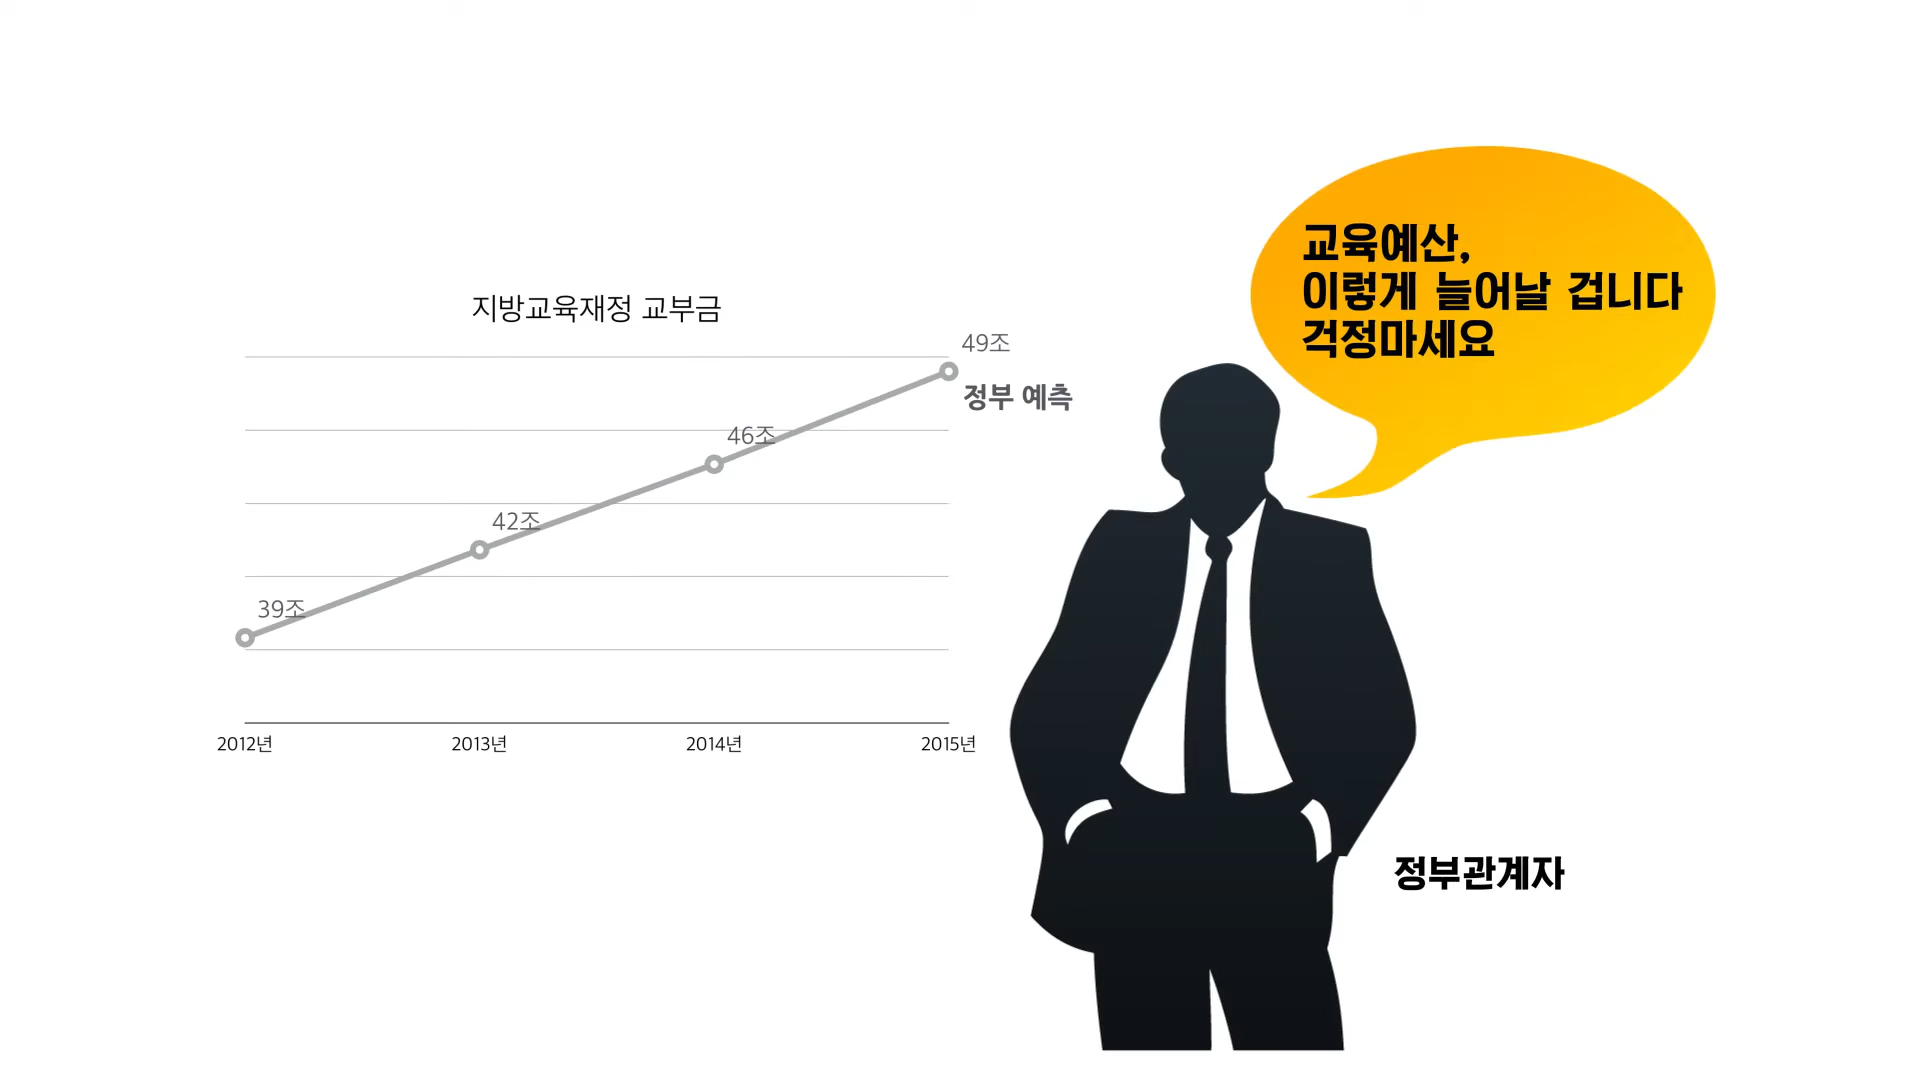 교육예산,
이렇게 늘어날 겁니다
걱정마세요
지방교육재정 교부금
49조
정부 예측
46조
42조
39조
2012년
2013년
2014년
2015년
정부관계자